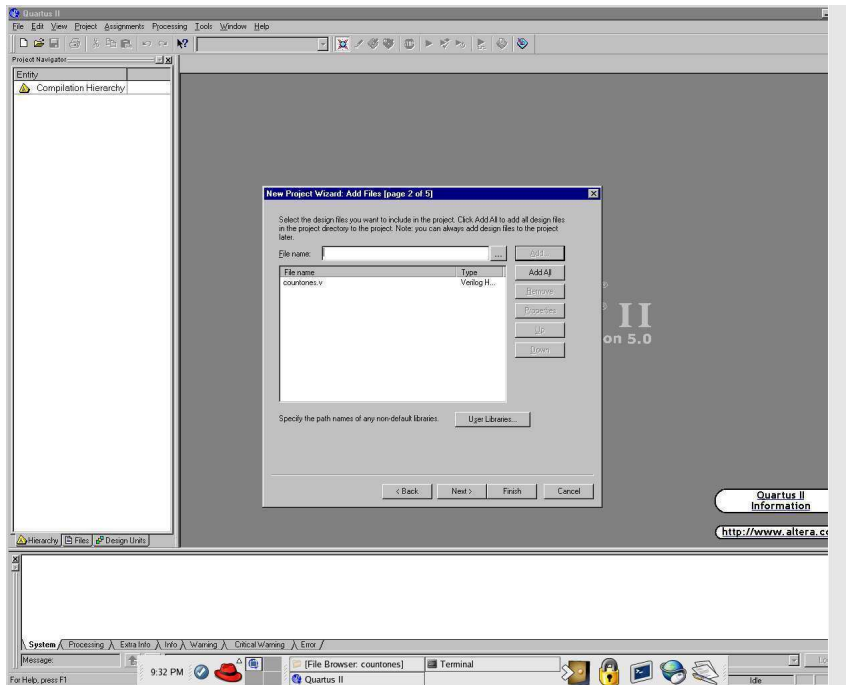 Quartus II
File Edit View Project Assignments Processing Tools Window Help
Project Navigator
Entity
Compilation Hierarchy
New Project Wizard: Add Files [page 2 of 5]
Select the design files you want to include in the project. Click Add All to add all design files
in the project directory to the project. Note: you can always add design files to the project
later.
File name: ... Add...
File name Type Add All
countones.v Verilog H...
Remove
Properties
Up
Down
II
on 5.0
Specify the path names of any non-default libraries. User Libraries...
< Back Next > Finish Cancel
Quartus II
Information
http://www.altera.co
Hierarchy Files Design Units
System Processing Extra Info Info Warning Critical Warning Error
Message:
9:32 PM
[File Browser: countones] Terminal
Quartus II
For Help, press F1
Idle